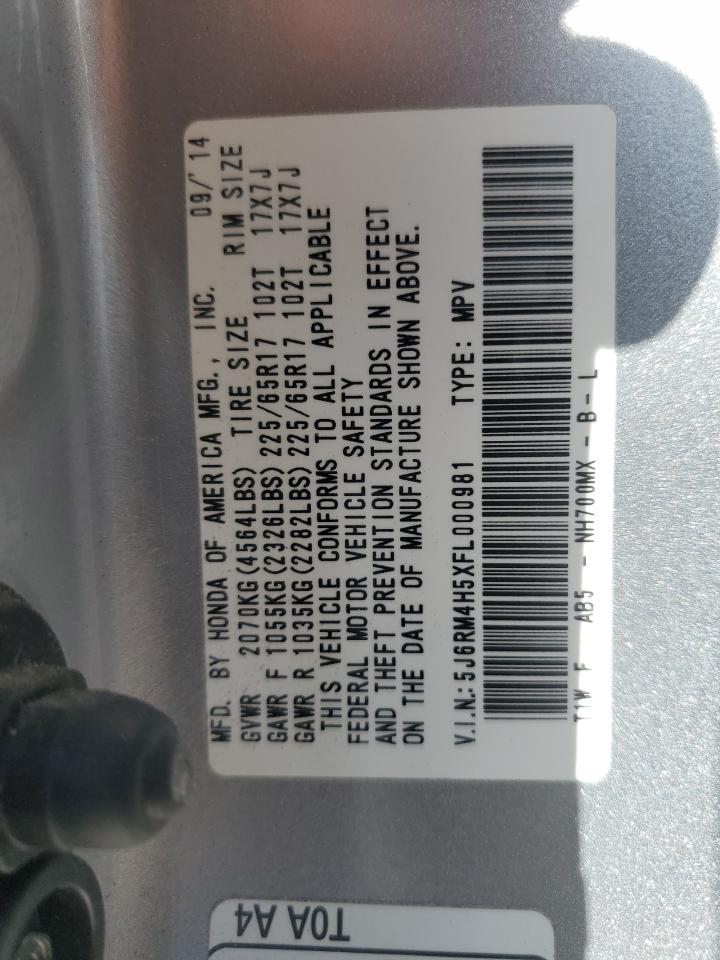 MFD. BY HONDA OF AMERICA MFG., INC. 09/'14
GVWR 2070KG(4564LBS) TIRE SIZE RIM SIZE
GAWR F 1055KG(2326LBS) 225/65R17 102T 17X7J
GAWR R 1035KG(2282LBS) 225/65R17 102T 17X7J
THIS VEHICLE CONFORMS TO ALL APPLICABLE
FEDERAL MOTOR VEHICLE SAFETY
AND THEFT PREVENTION STANDARDS IN EFFECT
ON THE DATE OF MANUFACTURE SHOWN ABOVE.
V.I.N.: 5J6RM4H5XFL000981 TYPE: MPV
T1W F AB5 - NH700MX - B - L
T0A A4